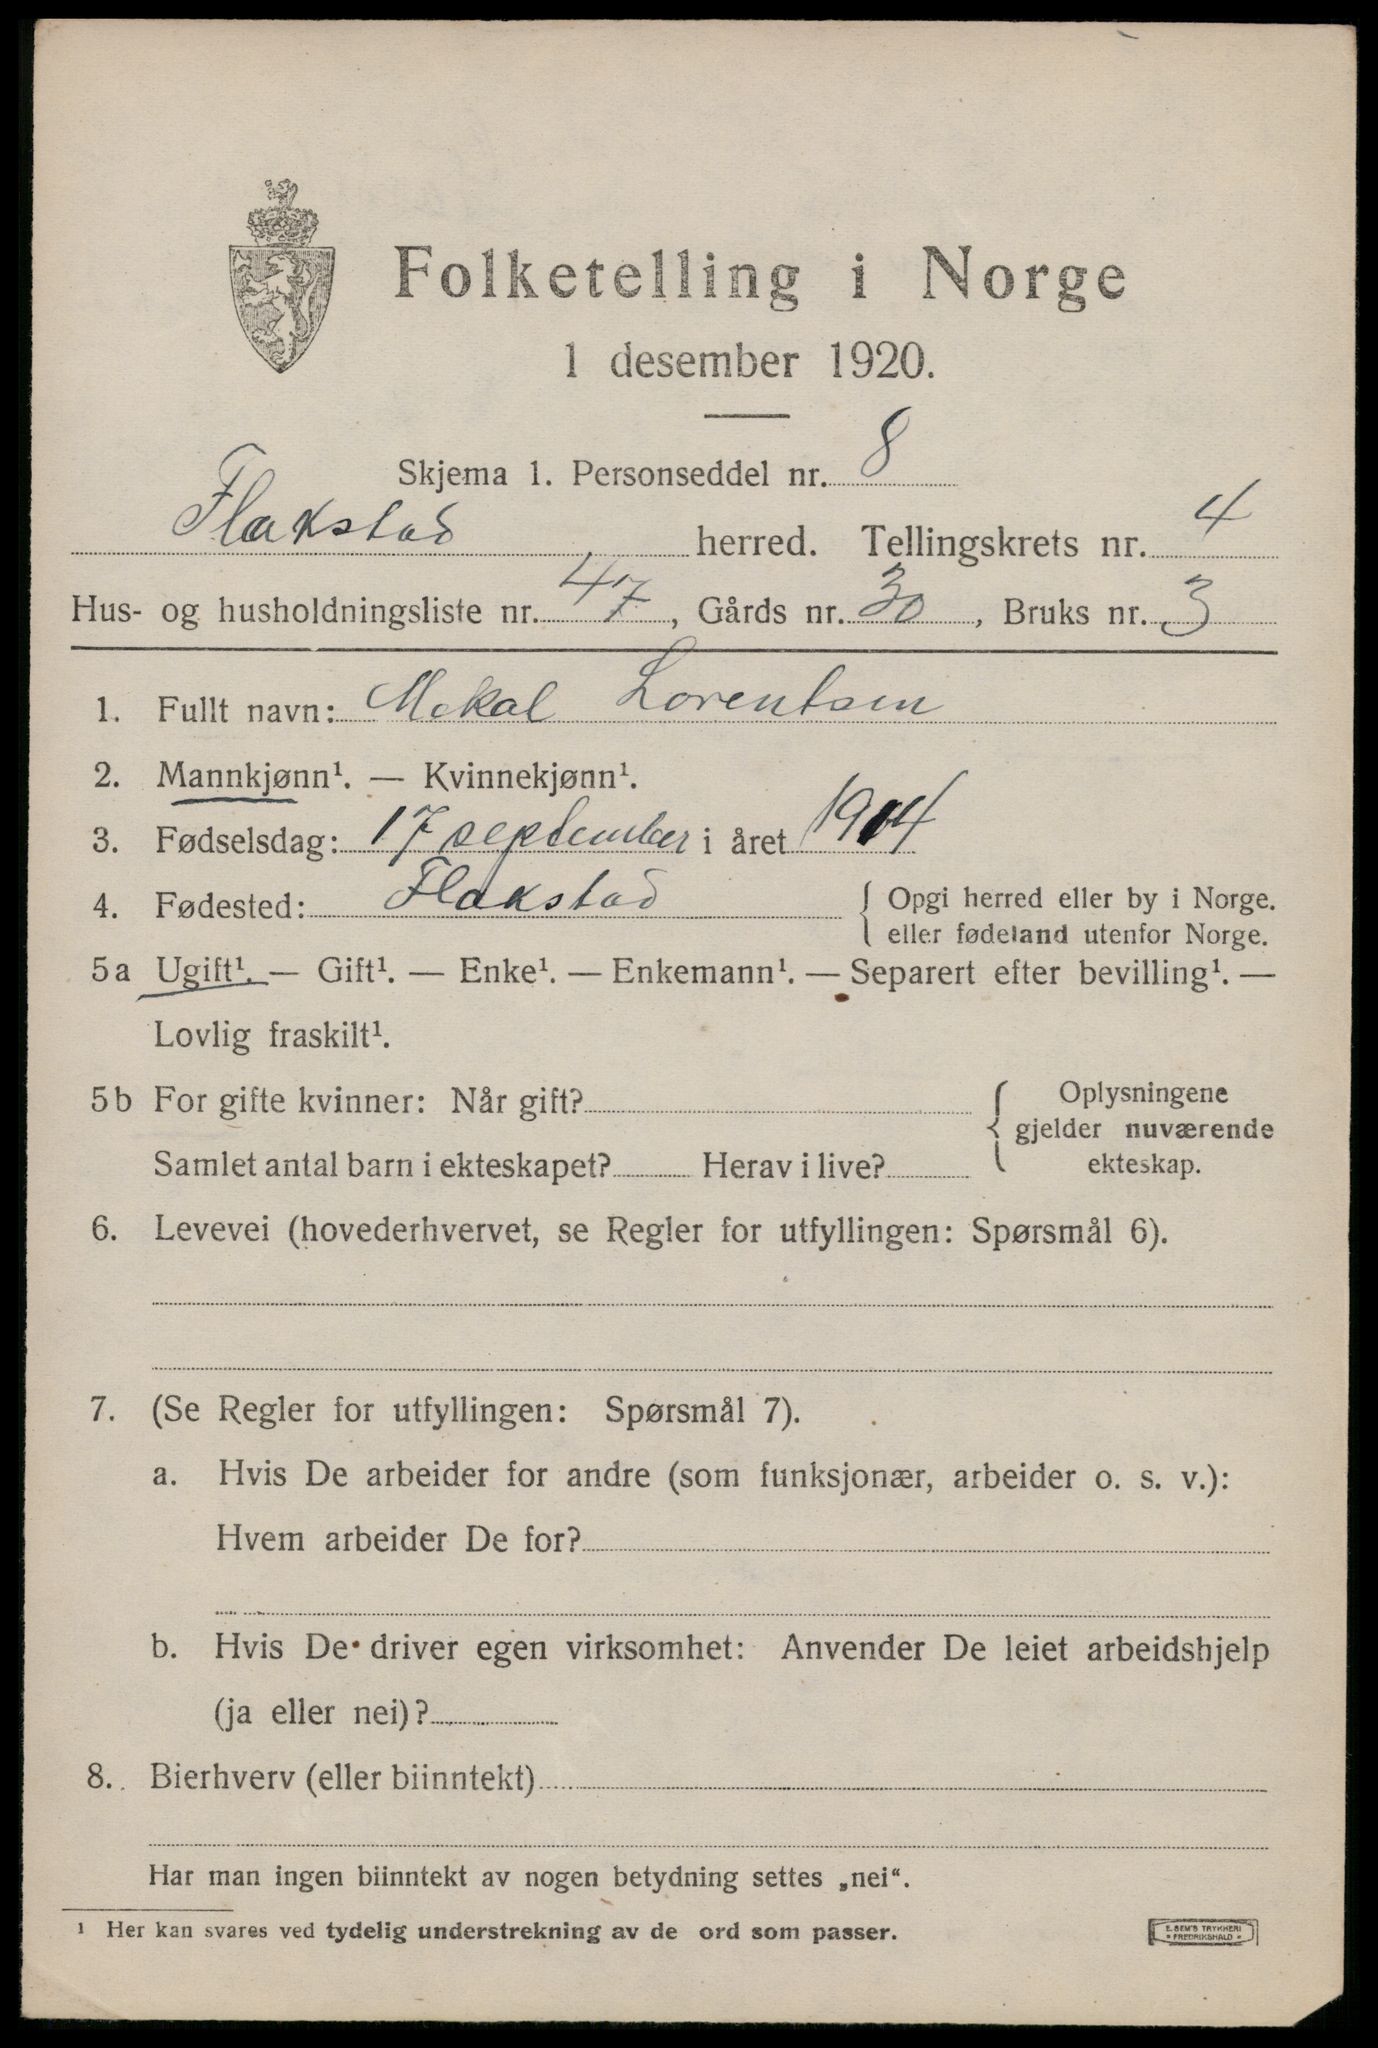 Folketelling i Norge
1 desember 1920.
Skjema 1. Personseddel nr. 8
Flakstad herred. Tellingskrets nr. 4
Hus- og husholdningsliste nr. 47, Gårds nr. 30, Bruks nr. 3
1. Fullt navn: Mekal Lorentsen
2. Mannkjønn¹. — Kvinnekjønn¹.
3. Fødselsdag: 17 september i året 1914
4. Fødested: Flakstad { Opgi herred eller by i Norge.
eller fødeland utenfor Norge.
5a Ugift¹. — Gift¹. — Enke¹. — Enkemann¹. — Separert efter bevilling¹. —
Lovlig fraskilt¹.
5b For gifte kvinner: Når gift? { Oplysningene
gjelder nuværende
Samlet antal barn i ekteskapet? Herav i live? ekteskap.
6. Levevei (hovederhvervet, se Regler for utfyllingen: Spørsmål 6).
7. (Se Regler for utfyllingen: Spørsmål 7).
a. Hvis De arbeider for andre (som funksjonær, arbeider o. s. v.):
Hvem arbeider De for?
b. Hvis De driver egen virksomhet: Anvender De leiet arbeidshjelp
(ja eller nei)?
8. Bierhverv (eller biinntekt)
Har man ingen biinntekt av nogen betydning settes „nei“.
¹ Her kan svares ved tydelig understrekning av de ord som passer.
E. SEM'S TRYKKERI
FREDRIKSHALD